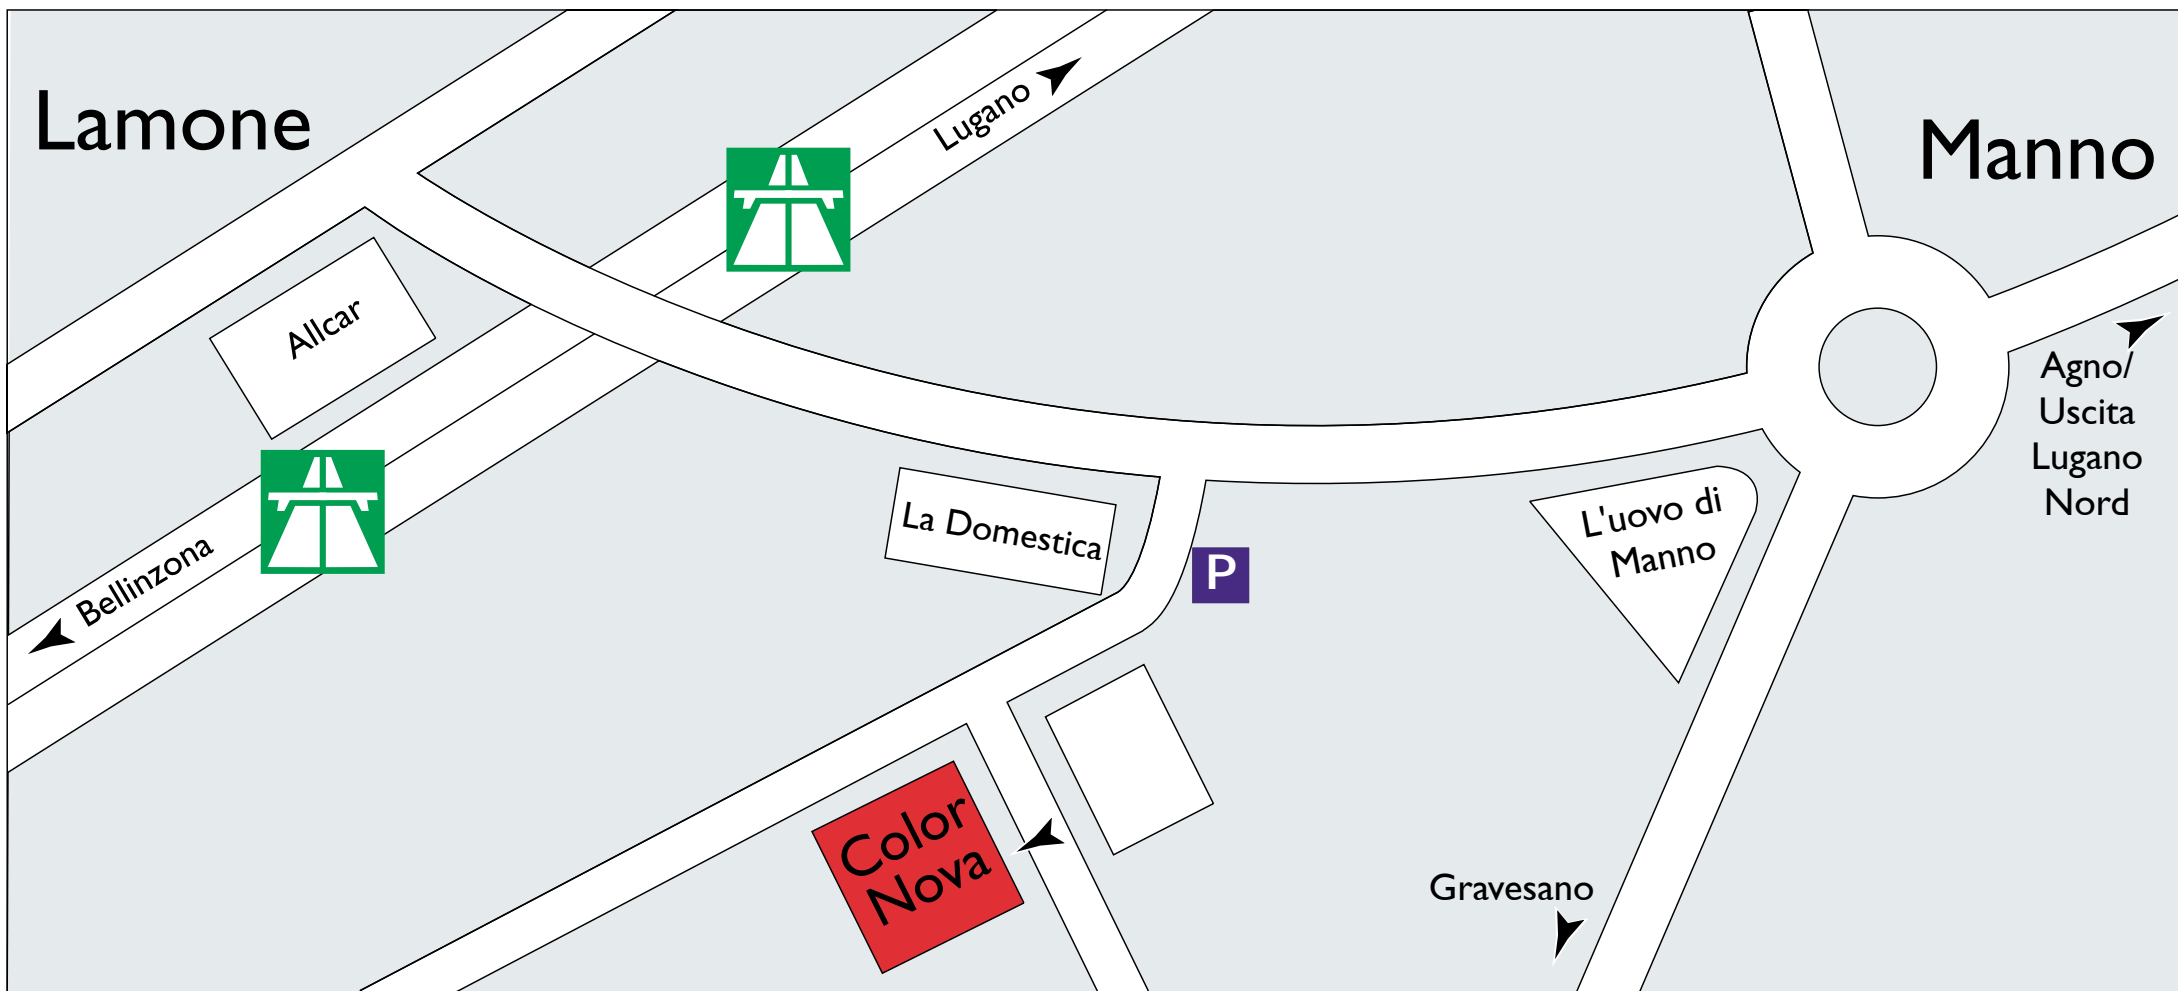 Lamone
Lugano
Manno
Allcar
Agno/
Uscita
Lugano
Nord
La Domestica
L'uovo di
Manno
P
Bellinzona
Color
Nova
Gravesano